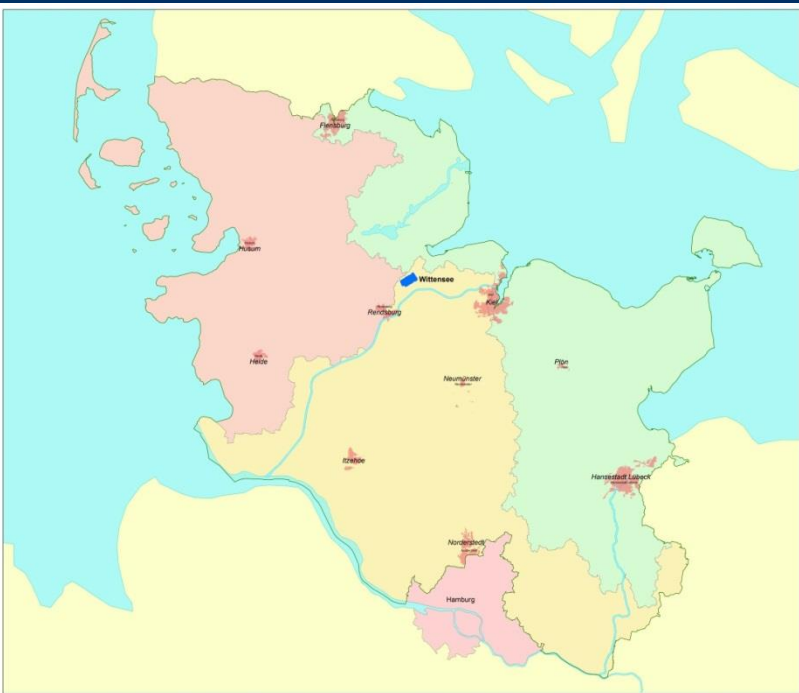 Flensburg
Husum
Wittensee
Kiel
Rendsburg
Heide
Plön
Neumünster
Itzehoe
Hansestadt Lübeck
Norderstedt
Hamburg